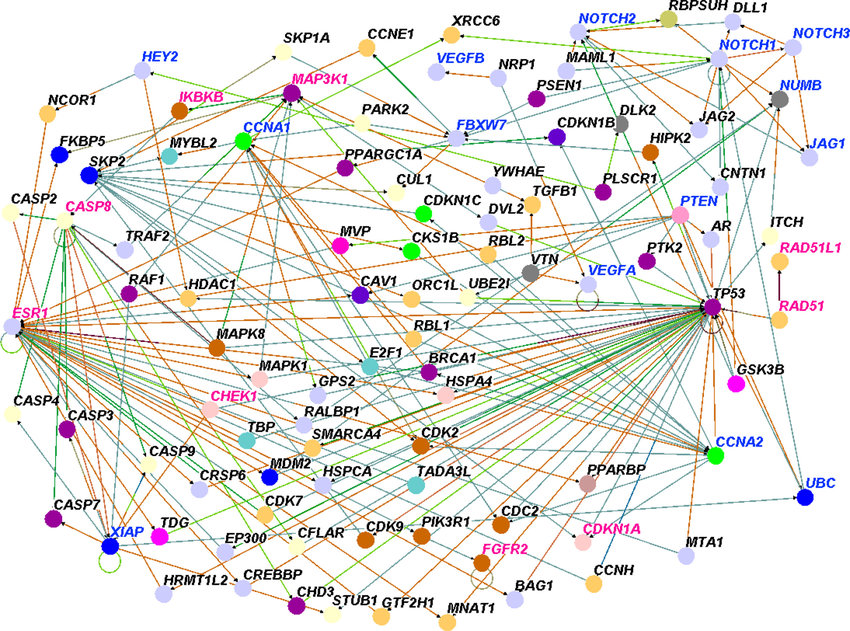 RBPSUH
DLL1
NOTCH2
XRCC6
NOTCH3
SKP1A
CCNE1
NOTCH1
HEY2
VEGFB
NRP1
MAML1
NUMB
NCOR1
IKBKB
MAP3K1
PSEN1
PARK2
CDKN1B
DLK2
JAG2
FKBP5
MYBL2
CCNA1
FBXW7
HIPK2
JAG1
SKP2
PPARGC1A
YWHAE
PLSCR1
CNTN1
CASP2
CUL1
TGFB1
PTEN
CASP8
CDKN1C
DVL2
AR
ITCH
TRAF2
MVP
CKS1B
RBL2
VTN
PTK2
RAD51L1
RAF1
HDAC1
CAV1
ORC1L
UBE2I
VEGFA
TP53
ESR1
RAD51
MAPK8
RBL1
MAPK1
E2F1
BRCA1
GSK3B
CHEK1
GPS2
HSPA4
CASP4
CASP3
RALBP1
TBP
SMARCA4
CDK2
CCNA2
CASP9
CRSP6
MDM2
HSPCA
TADA3L
PPARBP
UBC
CASP7
CDK7
XIAP
TDG
EP300
CFLAR
CDK9
PIK3R1
CDC2
CDKN1A
FGFR2
MTA1
HRMT1L2
CREBBP
CHD3
STUB1
GTF2H1
MNAT1
BAG1
CCNH